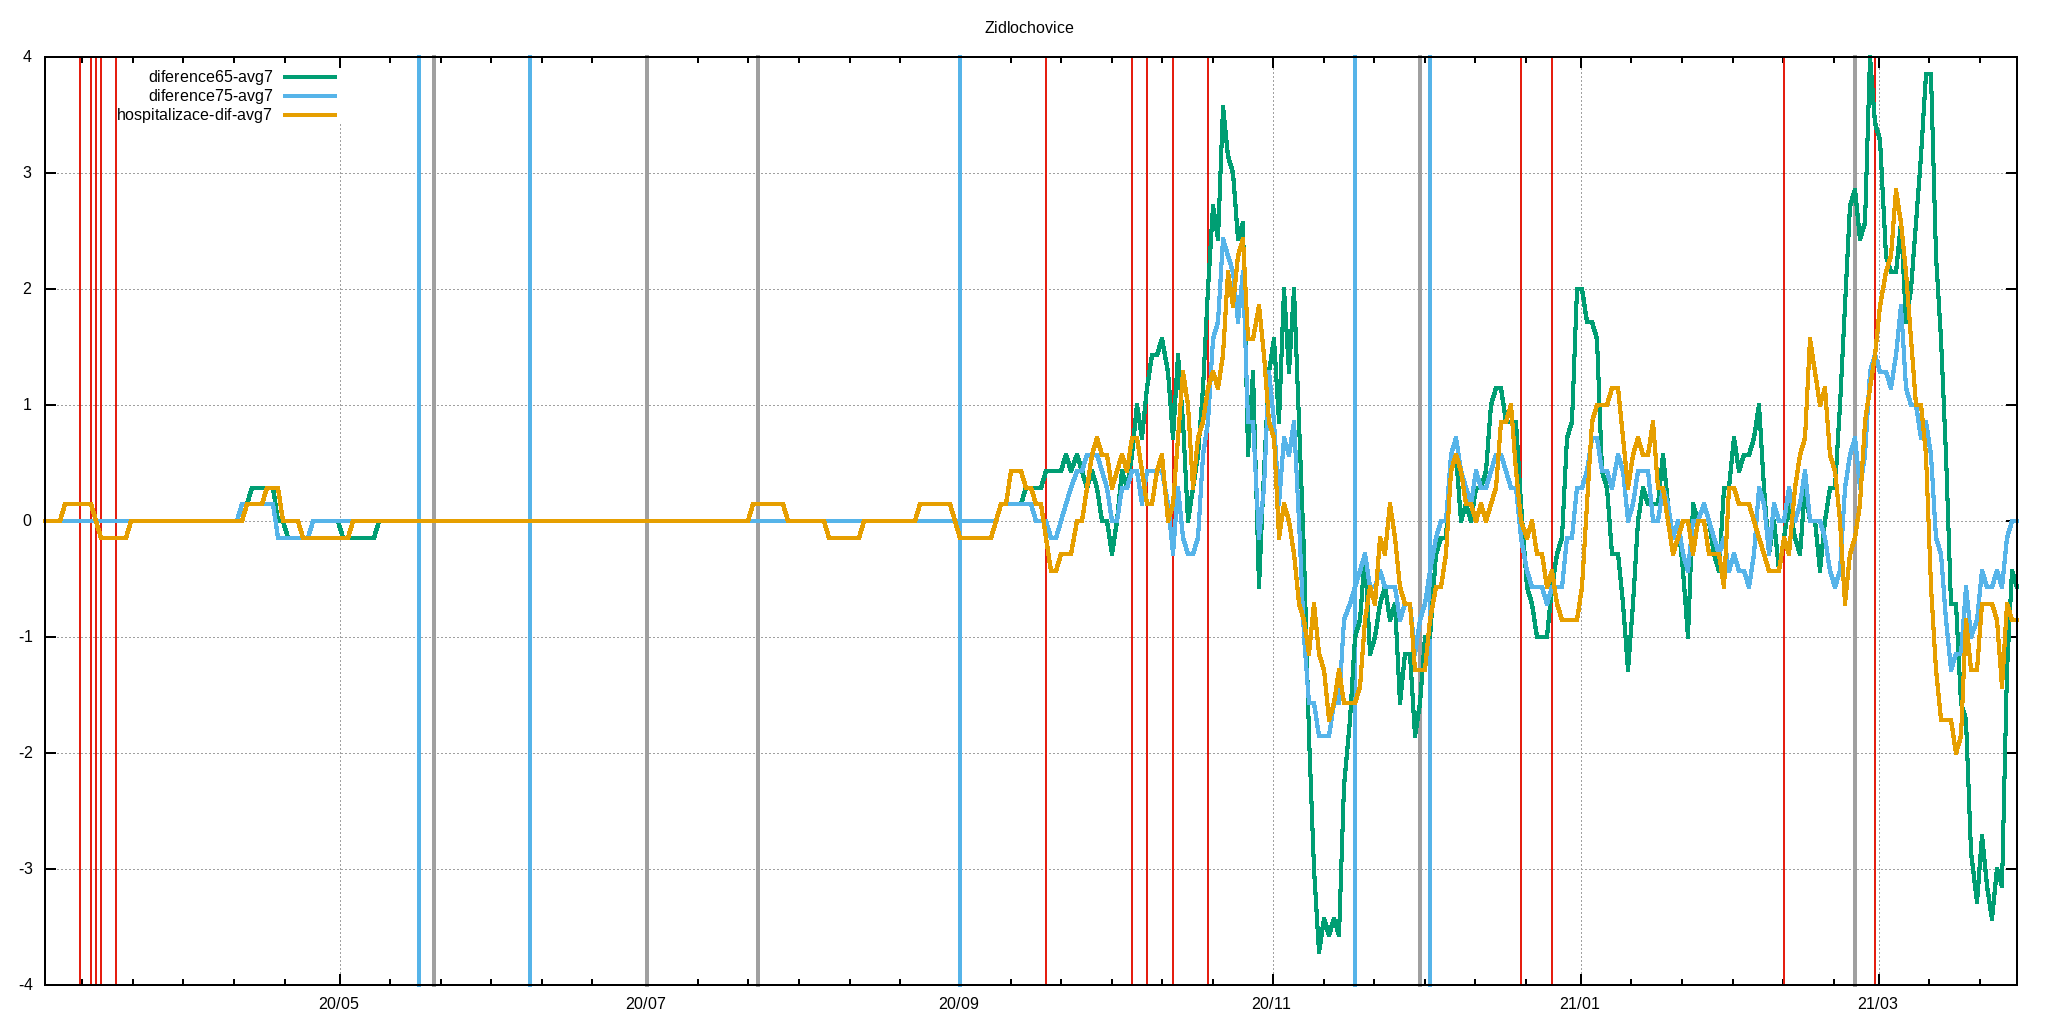 Zidlochovice
diference65-avg7
diference75-avg7
hospitalizace-dif-avg7
4
3
2
1
0
-1
-2
-3
-4
20/05 20/07 20/09 20/11 21/01 21/03